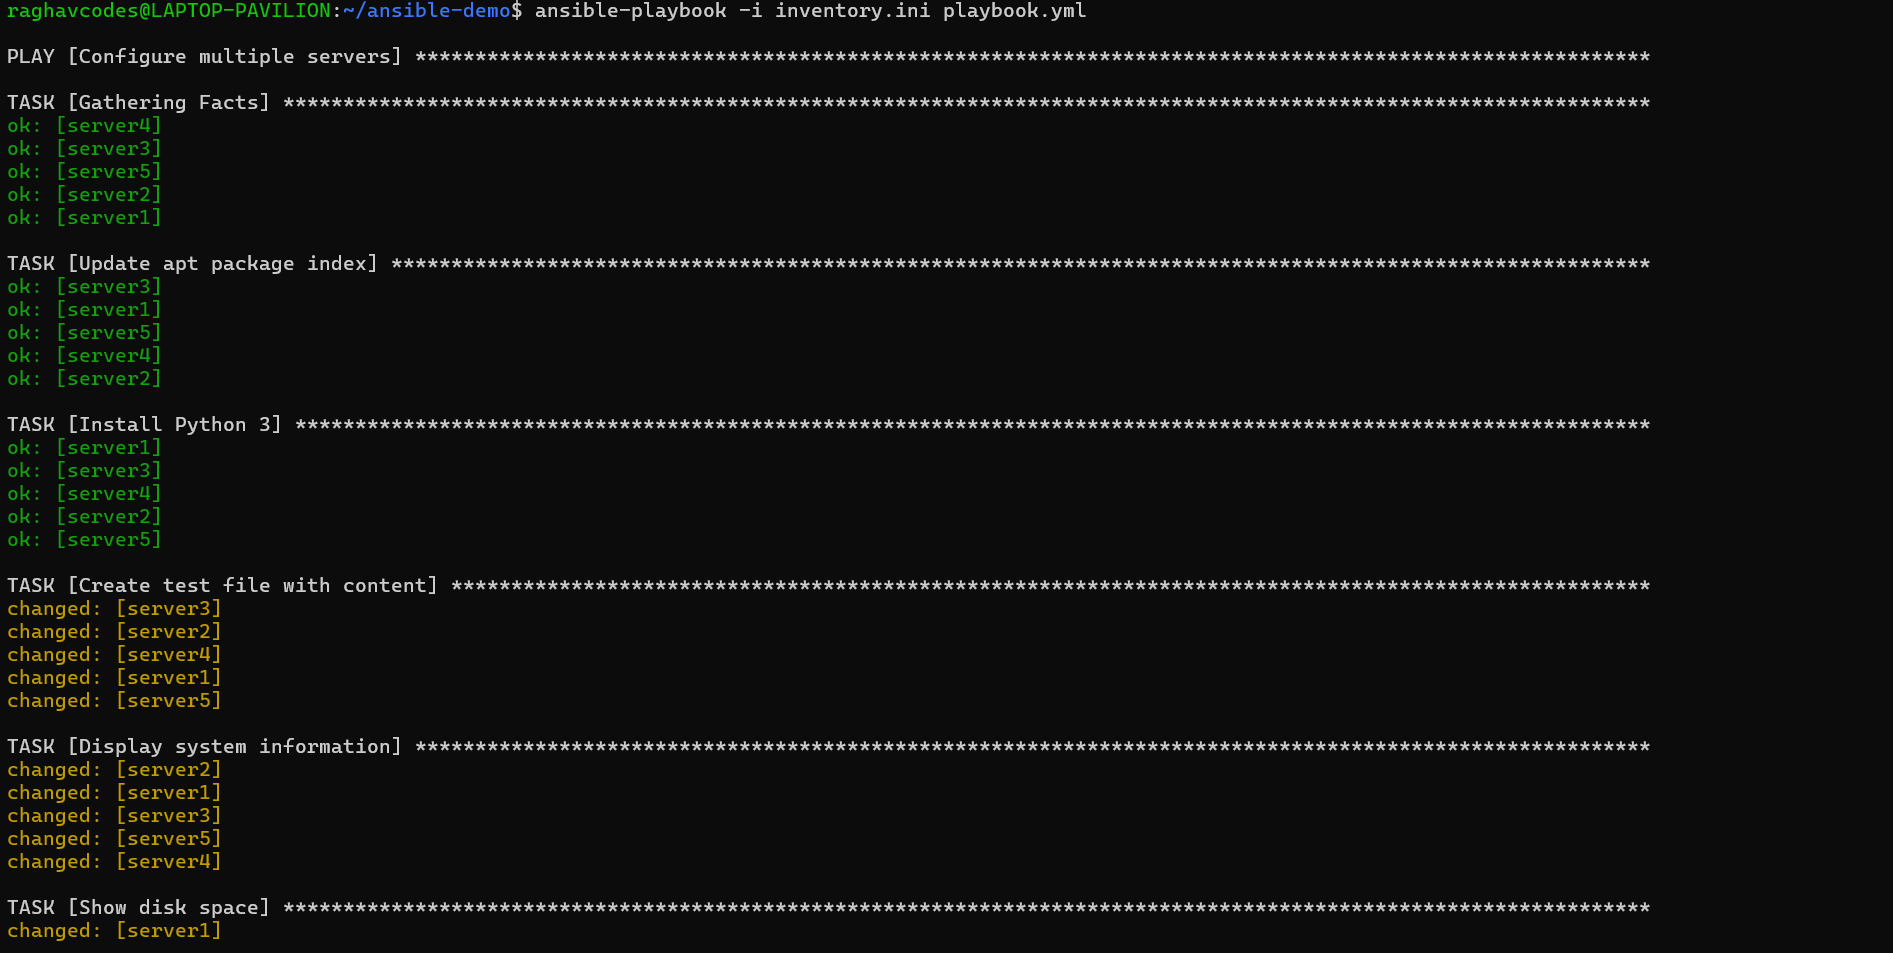 raghavcodes@LAPTOP-PAVILION:~/ansible-demo$ ansible-playbook -i inventory.ini playbook.yml
PLAY [Configure multiple servers] *******************************************************************************************************
TASK [Gathering Facts] ******************************************************************************************************************
ok: [server4]
ok: [server3]
ok: [server5]
ok: [server2]
ok: [server1]
TASK [Update apt package index] *********************************************************************************************************
ok: [server3]
ok: [server1]
ok: [server5]
ok: [server4]
ok: [server2]
TASK [Install Python 3] *****************************************************************************************************************
ok: [server1]
ok: [server3]
ok: [server4]
ok: [server2]
ok: [server5]
TASK [Create test file with content] ****************************************************************************************************
changed: [server3]
changed: [server2]
changed: [server4]
changed: [server1]
changed: [server5]
TASK [Display system information] *******************************************************************************************************
changed: [server2]
changed: [server1]
changed: [server3]
changed: [server5]
changed: [server4]
TASK [Show disk space] ******************************************************************************************************************
changed: [server1]